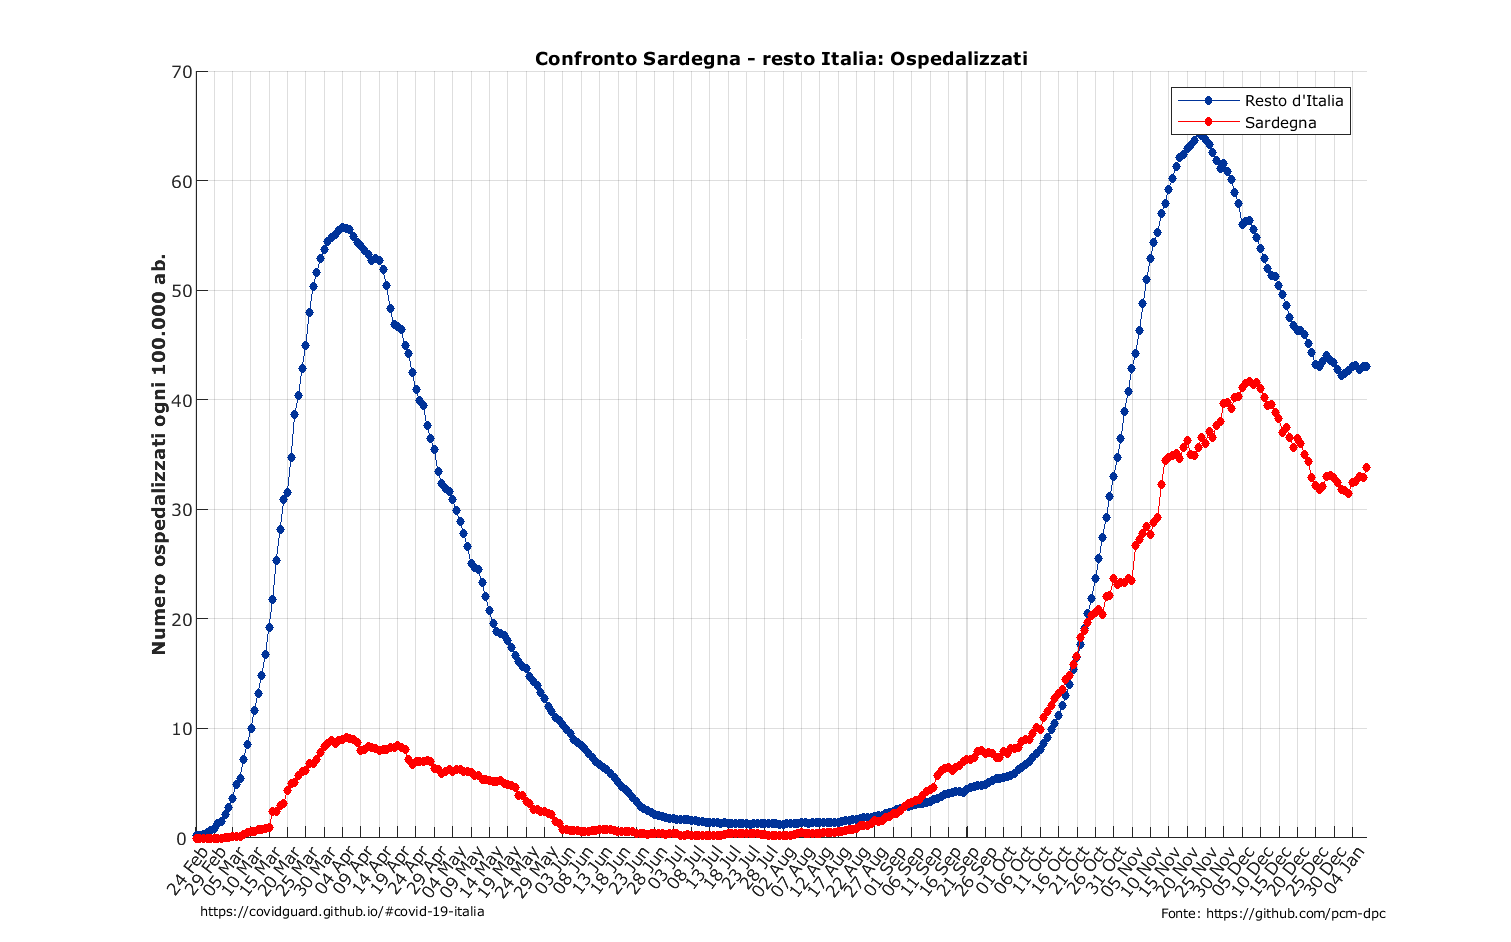 Confronto Sardegna - resto Italia: Ospedalizzati
Numero ospedalizzati ogni 100.000 ab.
70
60
50
40
30
20
10
0
Resto d'Italia
Sardegna
24 Feb
29 Feb
05 Mar
10 Mar
15 Mar
20 Mar
25 Mar
30 Mar
04 Apr
09 Apr
14 Apr
19 Apr
24 Apr
29 Apr
04 May
09 May
14 May
19 May
24 May
29 May
03 Jun
08 Jun
13 Jun
18 Jun
23 Jun
28 Jun
03 Jul
08 Jul
13 Jul
18 Jul
23 Jul
28 Jul
02 Aug
07 Aug
12 Aug
17 Aug
22 Aug
27 Aug
01 Sep
06 Sep
11 Sep
16 Sep
21 Sep
26 Sep
01 Oct
06 Oct
11 Oct
16 Oct
21 Oct
26 Oct
31 Oct
05 Nov
10 Nov
15 Nov
20 Nov
25 Nov
30 Nov
05 Dec
10 Dec
15 Dec
20 Dec
25 Dec
30 Dec
04 Jan
https://covidguard.github.io/#covid-19-italia
Fonte: https://github.com/pcm-dpc